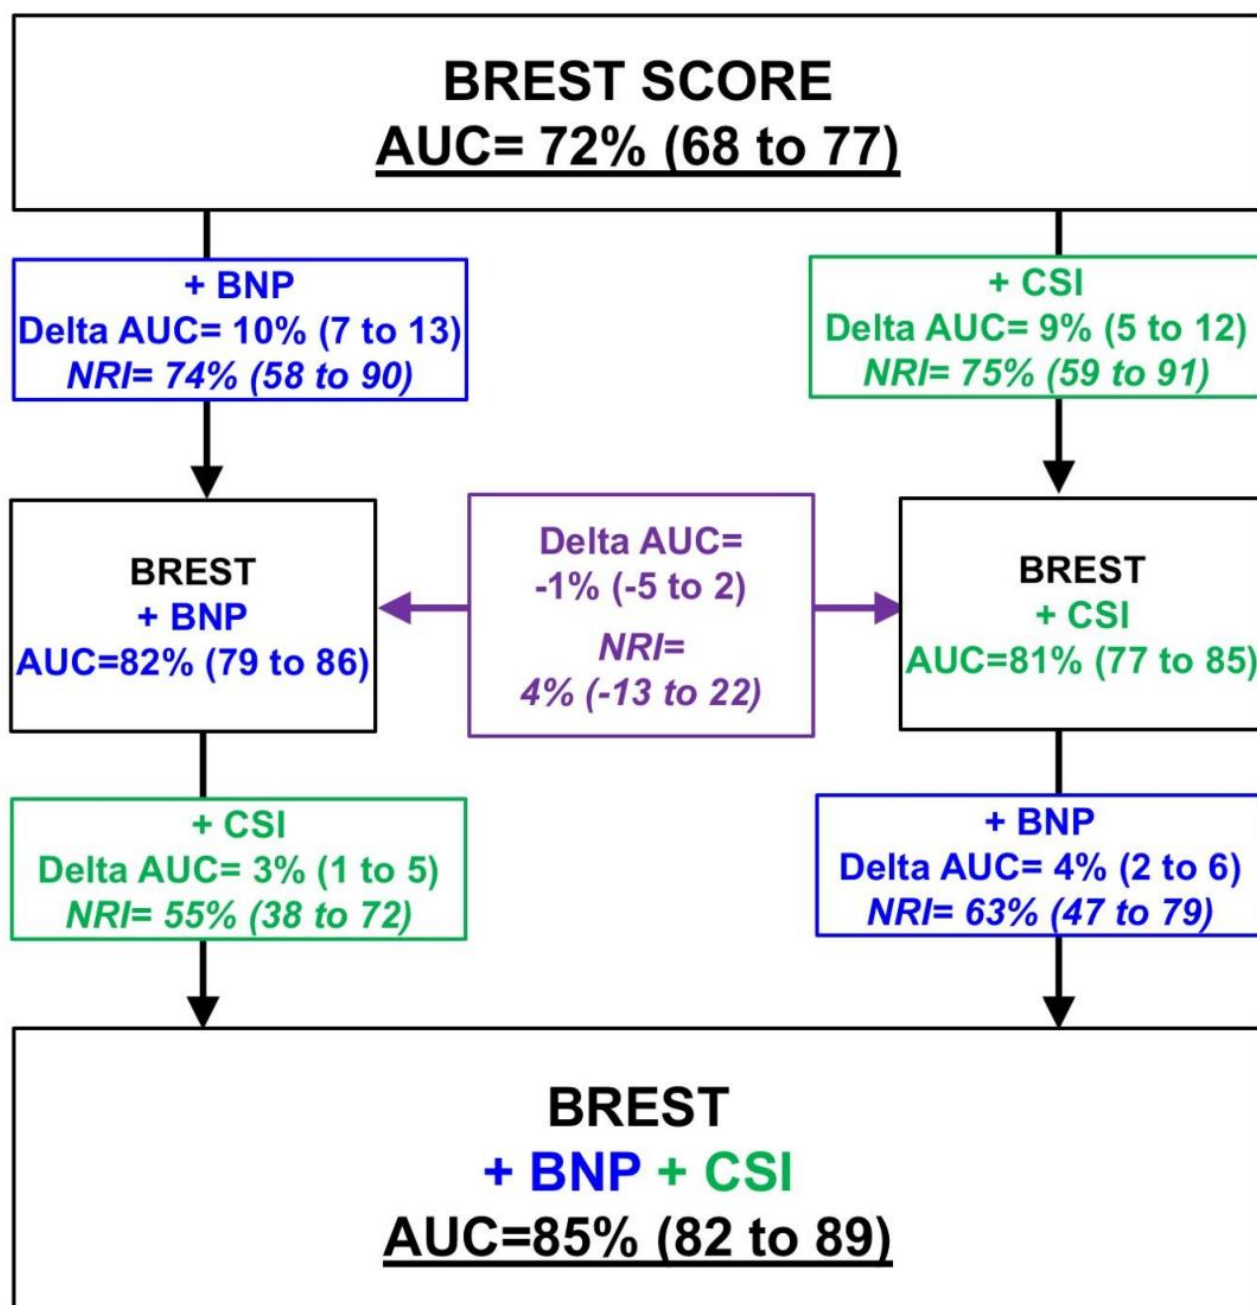 BREST SCORE
AUC= 72% (68 to 77)
+ BNP
Delta AUC= 10% (7 to 13)
NRI= 74% (58 to 90)
+ CSI
Delta AUC= 9% (5 to 12)
NRI= 75% (59 to 91)
BREST
+ BNP
AUC=82% (79 to 86)
Delta AUC=
-1% (-5 to 2)
NRI=
4% (-13 to 22)
BREST
+ CSI
AUC=81% (77 to 85)
+ CSI
Delta AUC= 3% (1 to 5)
NRI= 55% (38 to 72)
+ BNP
Delta AUC= 4% (2 to 6)
NRI= 63% (47 to 79)
BREST
+ BNP + CSI
AUC=85% (82 to 89)